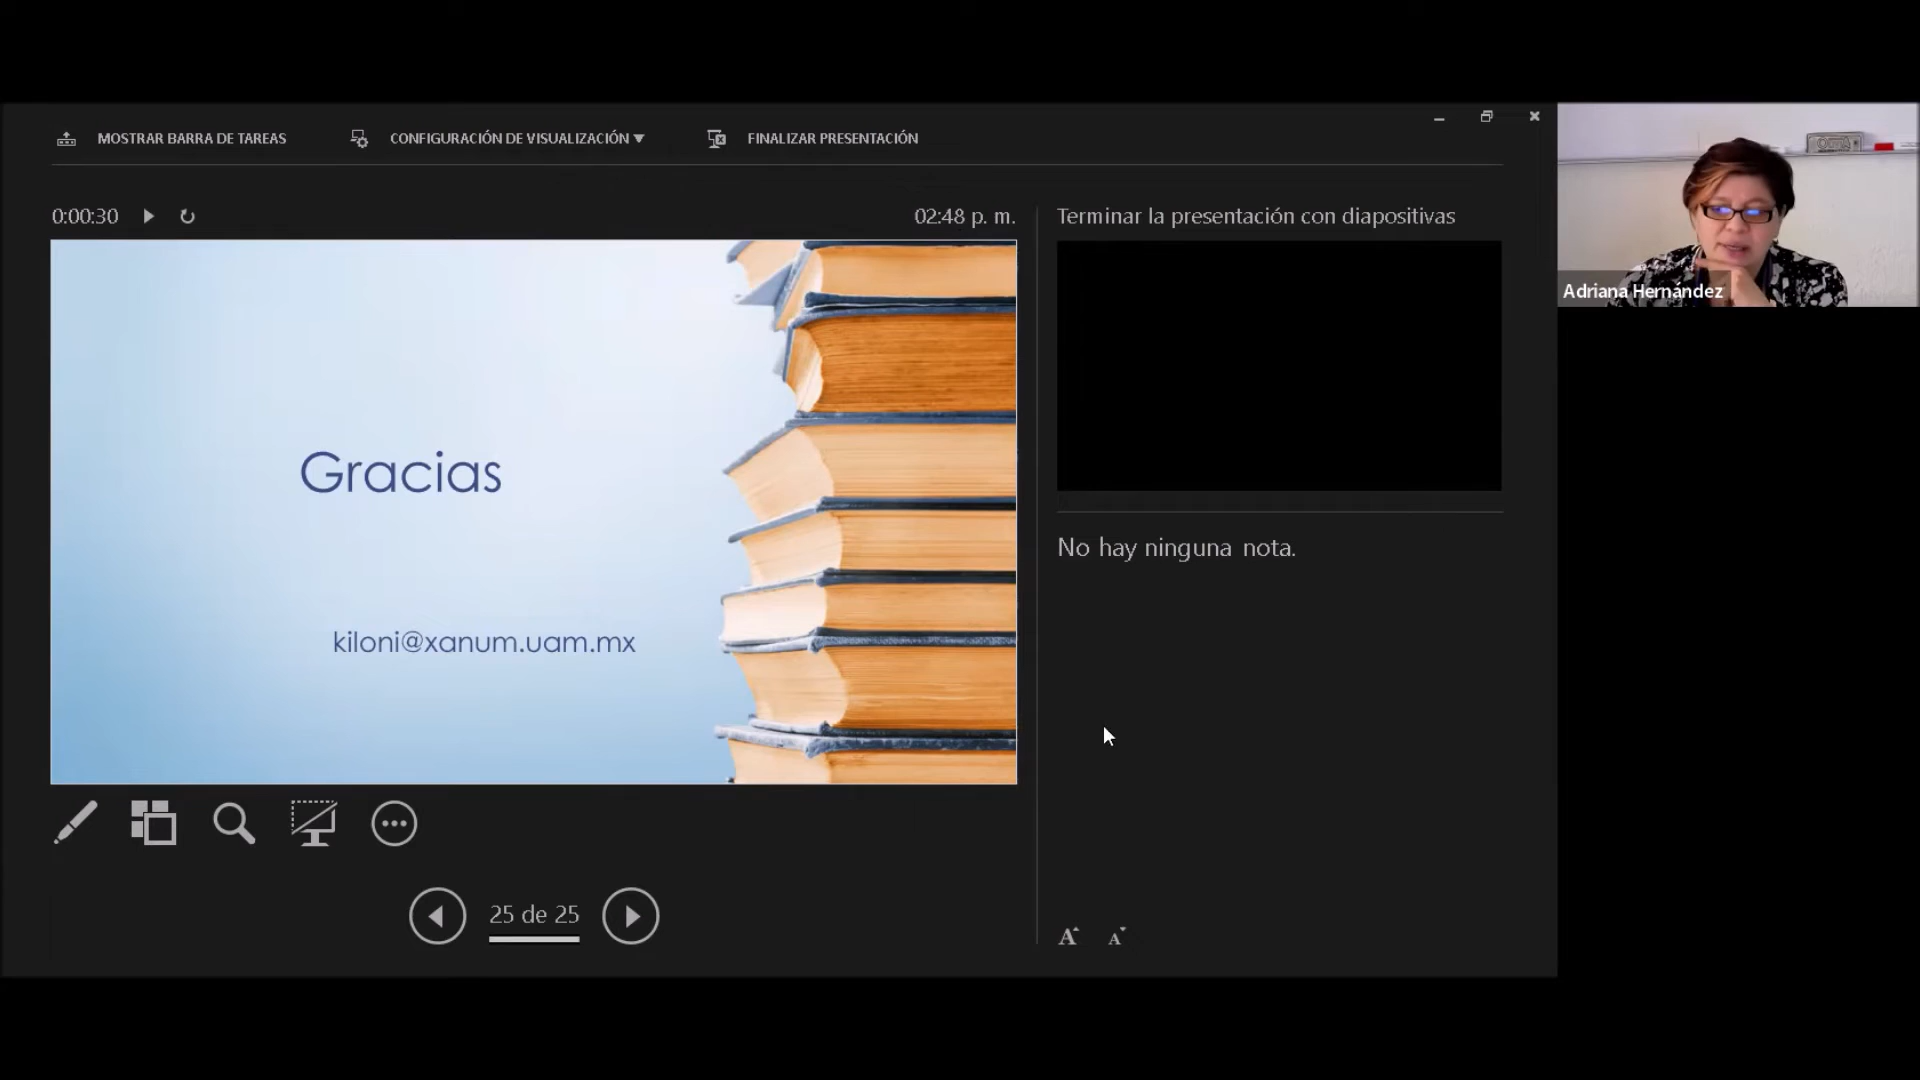 MOSTRAR BARRA DE TAREAS
CONFIGURACIÓN DE VISUALIZACIÓN
FINALIZAR PRESENTACIÓN
0:00:30
02:48 p. m.
Terminar la presentación con diapositivas
Gracias
kiloni@xanum.uam.mx
No hay ninguna nota.
25 de 25
A A
Adriana Hernández